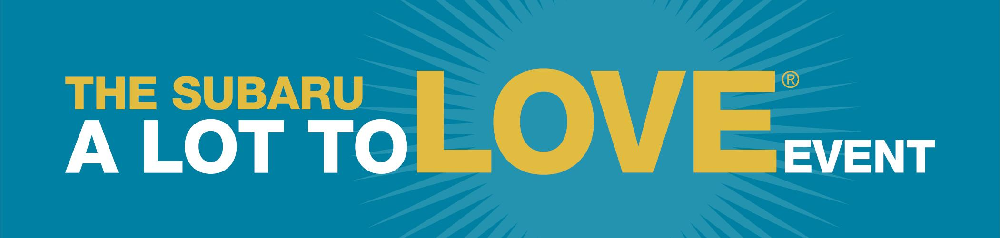 THE SUBARU
A LOT TO LOVE® EVENT